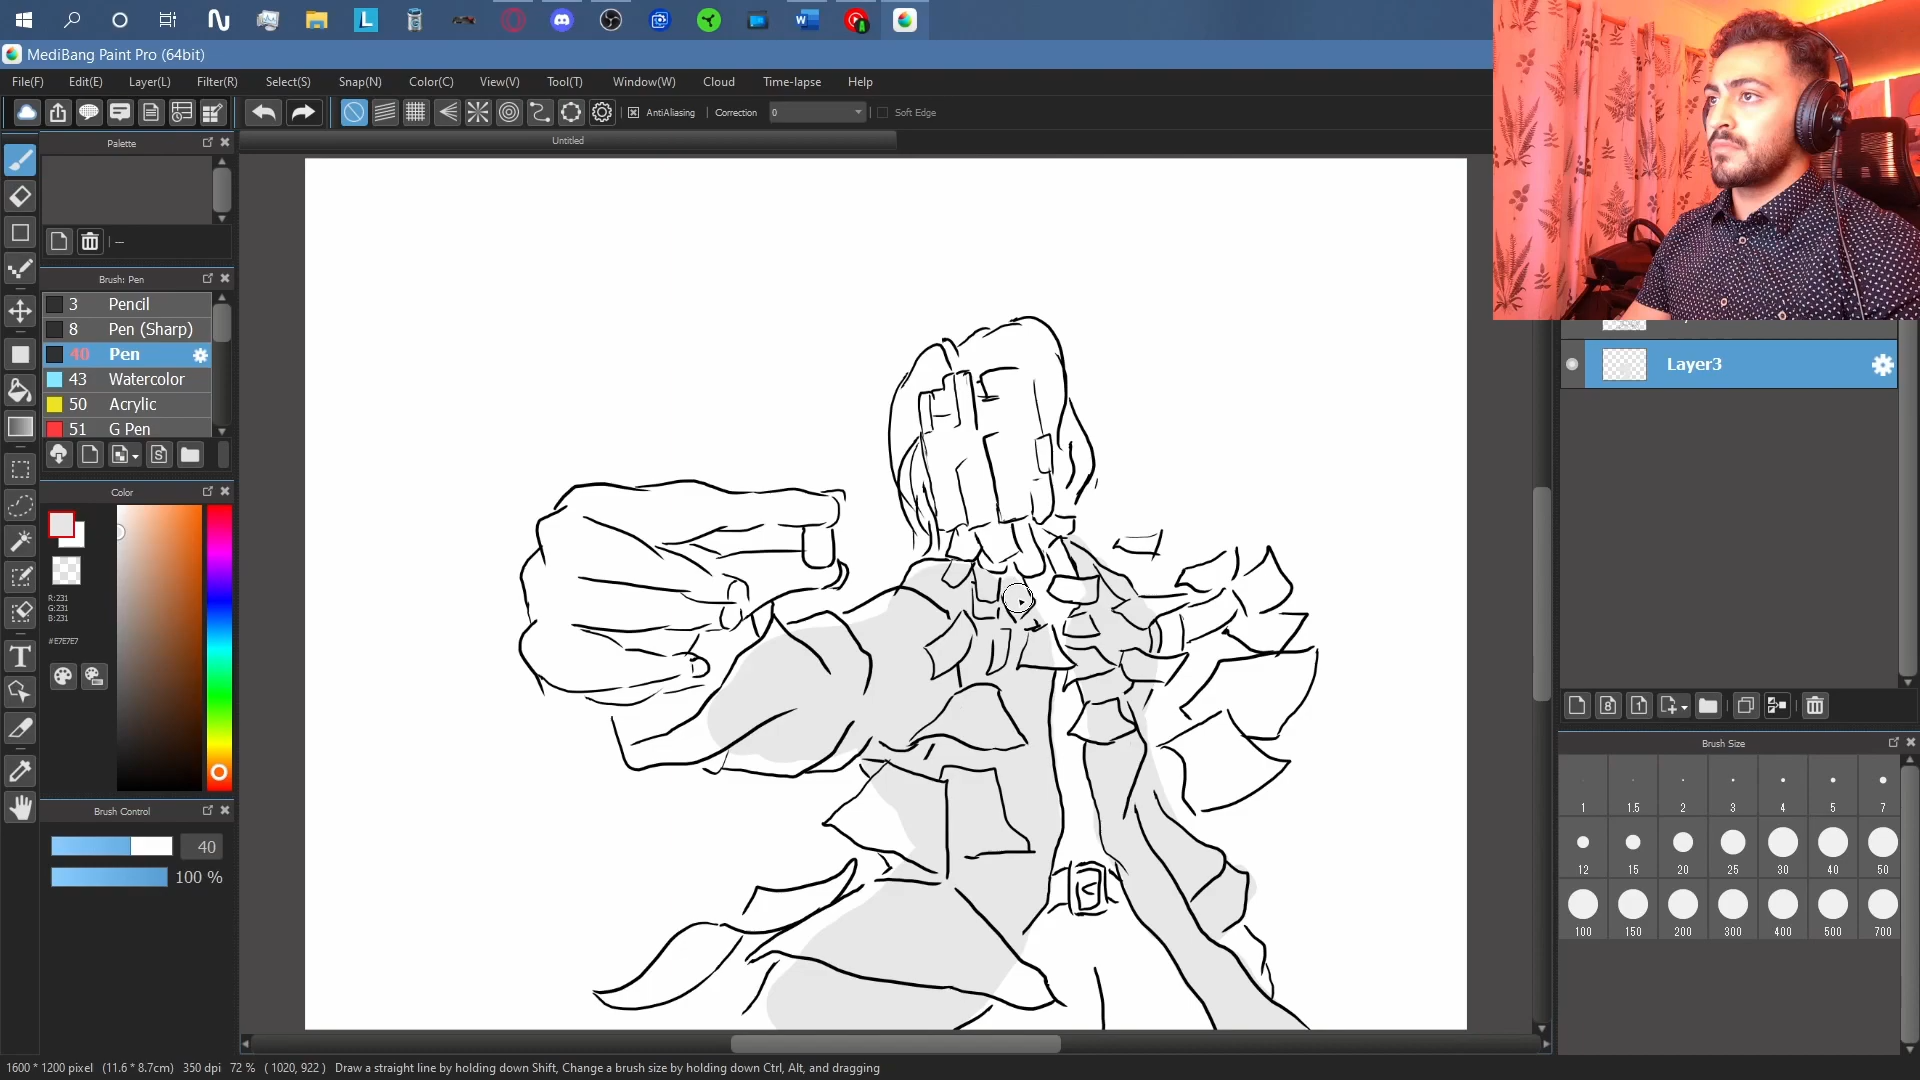 MediBang Paint Pro (64bit)
File(F) Edit(E) Layer(L) Filter(R) Select(S) Snap(N) Color(C) View(V) Tool(T) Window(W) Cloud Time-lapse Help
AntiAliasing Correction 0 Soft Edge
Palette
Untitled
--
Brush: Pen
3 Pencil
8 Pen (Sharp)
40 Pen
43 Watercolor
50 Acrylic
51 G Pen
Color
R:231
G:231
B:231
#E7E7E7
Brush Control
40
100 %
Layer3
Brush Size
1 1.5 2 3 4 5 7
12 15 20 25 30 40 50
100 150 200 300 400 500 700
1600 * 1200 pixel (11.6 * 8.7cm) 350 dpi 72 % ( 1020, 922 ) Draw a straight line by holding down Shift, Change a brush size by holding down Ctrl, Alt, and dragging